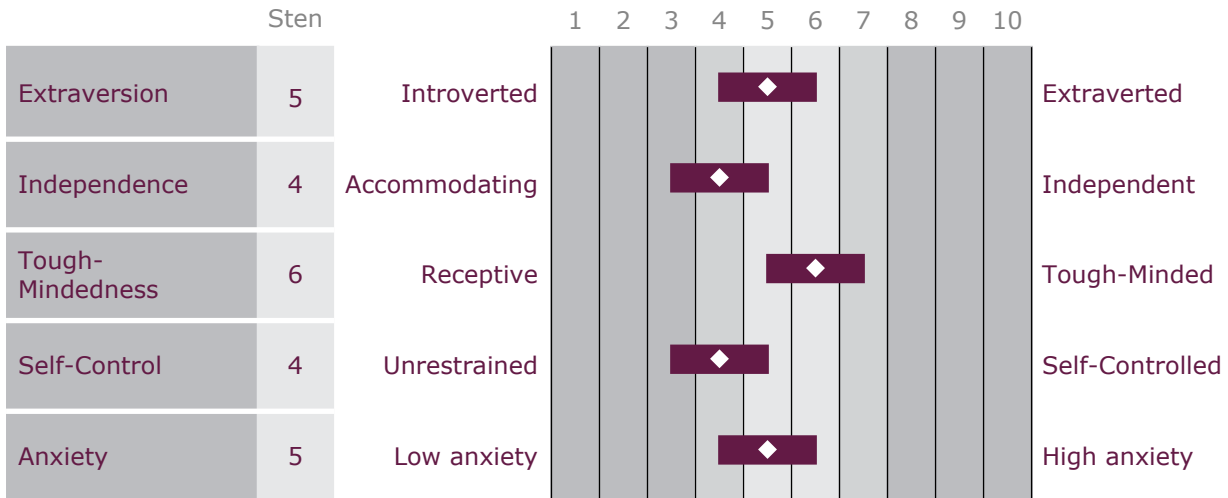 Sten 1 2 3 4 5 6 7 8 9 10
Extraversion 5 Introverted Extraverted
Independence 4 Accommodating Independent
Tough-
Mindedness 6 Receptive Tough-Minded
Self-Control 4 Unrestrained Self-Controlled
Anxiety 5 Low anxiety High anxiety